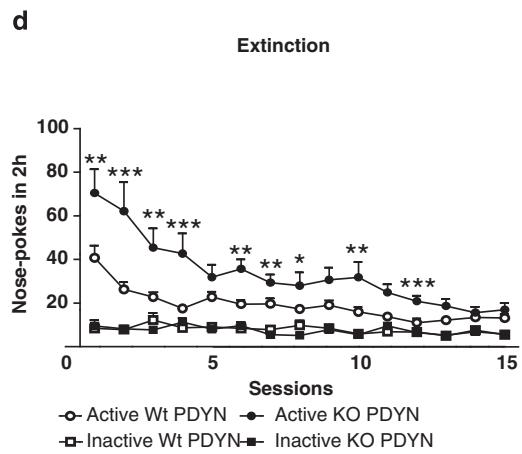 d
Extinction
100
80
60
40
20
Nose-pokes in 2h
** *** ** *** ** ** * ** ***
0 5 10 15
Sessions
Active Wt PDYN Active KO PDYN
Inactive Wt PDYN Inactive KO PDYN